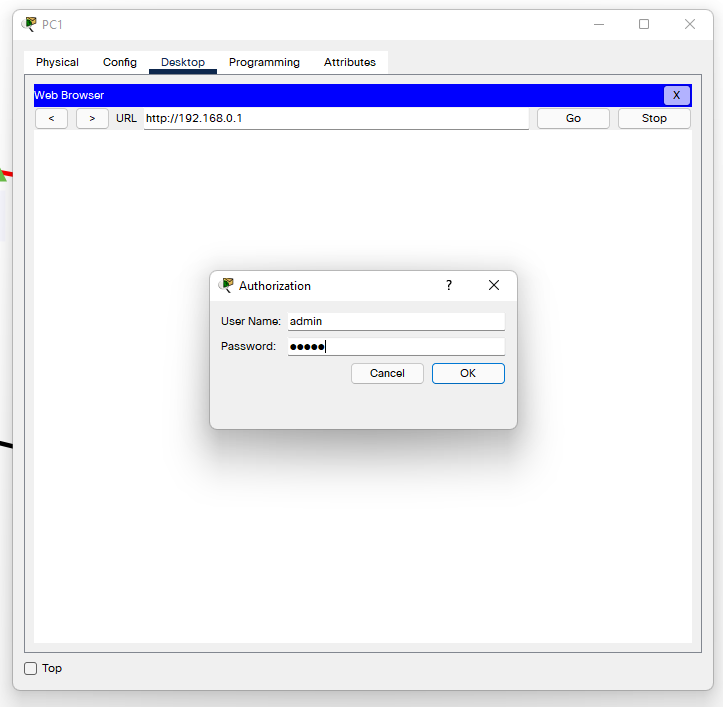 PC1
Physical Config Desktop Programming Attributes
Web Browser X
< > URL http://192.168.0.1 Go Stop
Authorization ?
User Name: admin
Password: ●●●●●
Cancel OK
Top